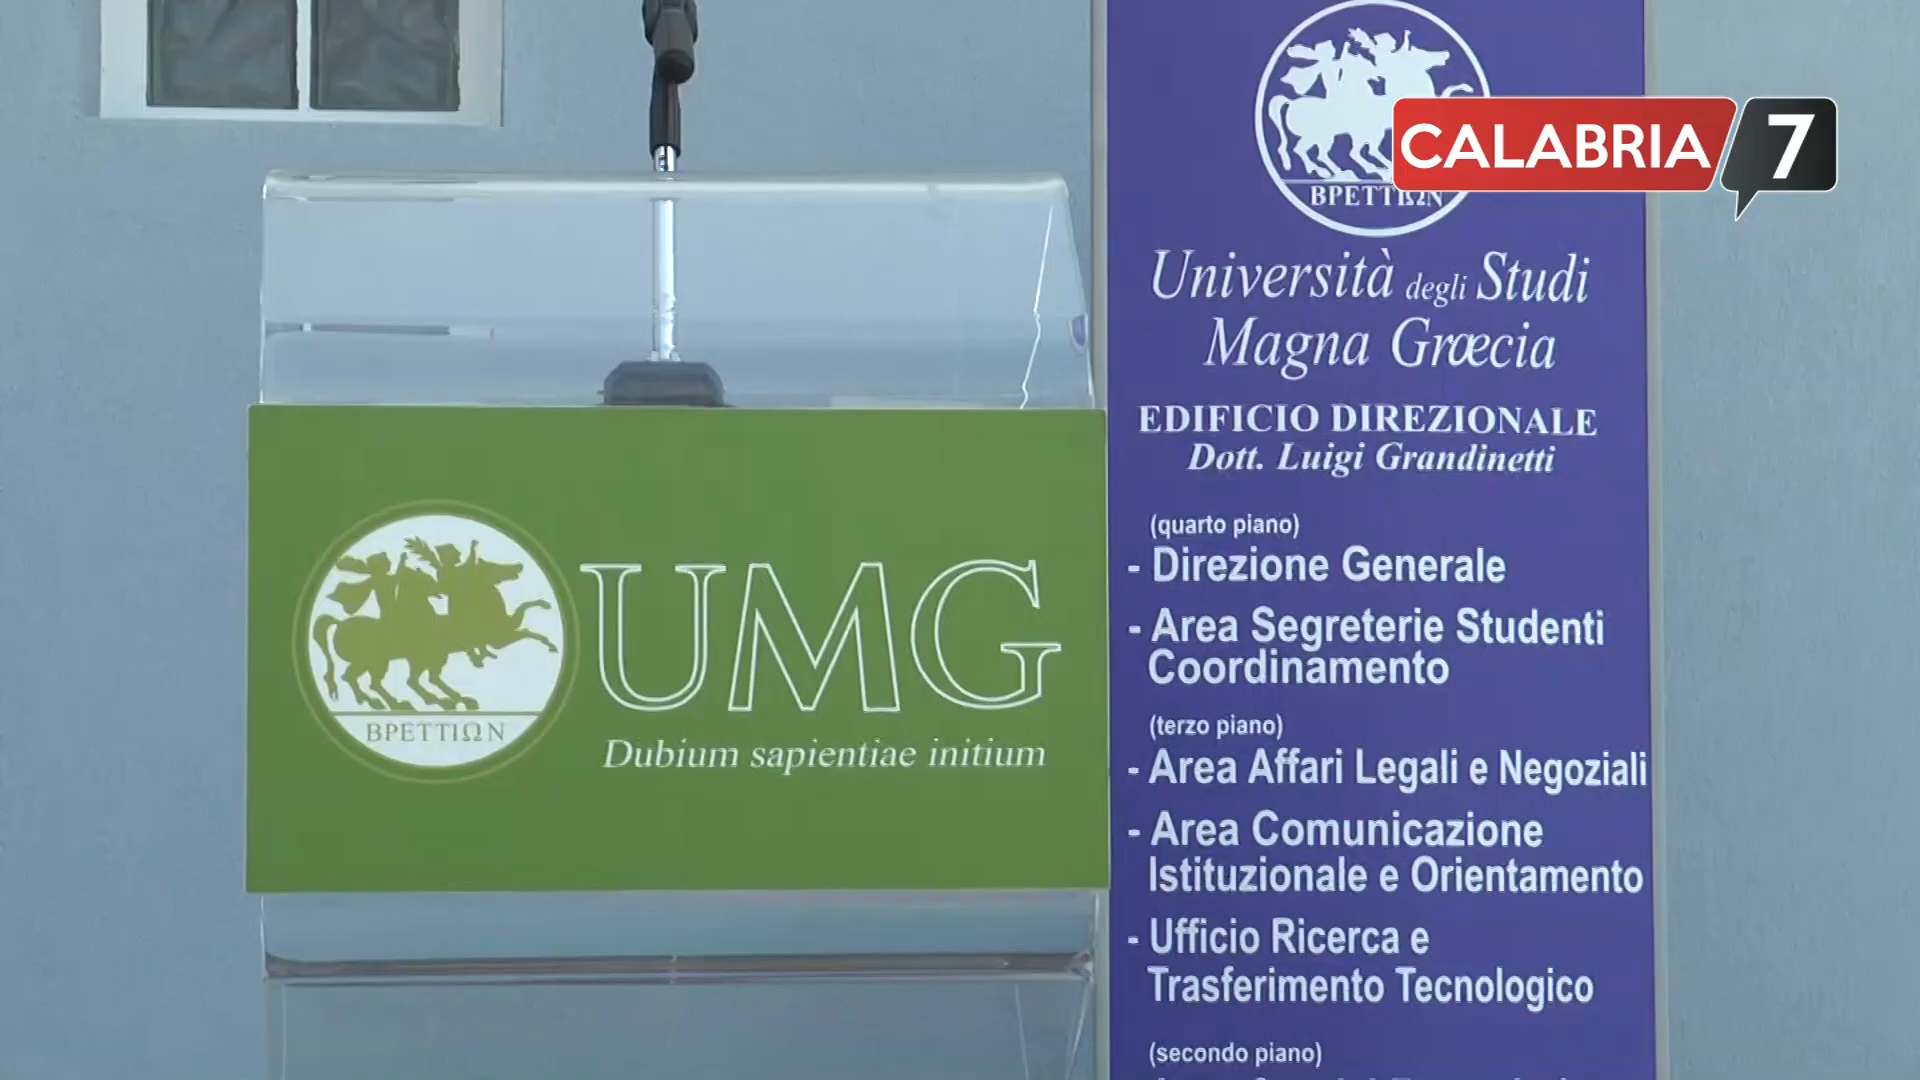 CALABRIA 7
ΒΡΕΤΤΙΩΝ
Università degli Studi
Magna Græcia
EDIFICIO DIREZIONALE
Dott. Luigi Grandinetti
(quarto piano)
- Direzione Generale
- Area Segreterie Studenti
Coordinamento
(terzo piano)
- Area Affari Legali e Negoziali
- Area Comunicazione
Istituzionale e Orientamento
- Ufficio Ricerca e
Trasferimento Tecnologico
(secondo piano)
UMG
Dubium sapientiae initium
ΒΡΕΤΤΙΩΝ